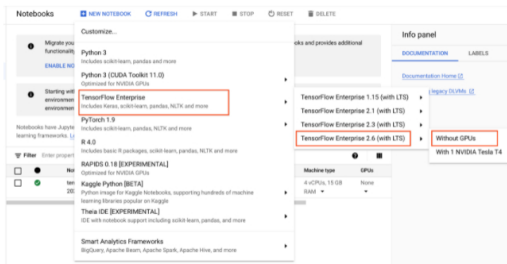 Notebooks
NEW NOTEBOOK
REFRESH
START
STOP
RESET
DELETE
Customize...
Python 3
Includes scikit-learn, pandas and more
Python 3 (CUDA Toolkit 11.0)
Optimized for NVIDIA GPUs
TensorFlow Enterprise
Includes Keras, scikit-learn, pandas, NLTK and more
PyTorch 1.9
Includes scikit-learn, pandas, NLTK and more
R 4.0
Includes basic R packages, scikit-learn, pandas, NLTK and more
RAPIDS 0.18 [EXPERIMENTAL]
Optimized for NVIDIA GPUs
Kaggle Python [BETA]
Python image for Kaggle Notebooks, supporting hundreds of machine
learning libraries popular on Kaggle
Theia IDE [EXPERIMENTAL]
IDE with notebook support including scikit-learn, pandas, and more
Smart Analytics Frameworks
BigQuery, Apache Beam, Apache Spark, Apache Hive, and more
TensorFlow Enterprise 1.15 (with LTS)
TensorFlow Enterprise 2.1 (with LTS)
TensorFlow Enterprise 2.3 (with LTS)
TensorFlow Enterprise 2.6 (with LTS)
Without GPUs
With 1 NVIDIA Tesla T4
Migrate you
functionality
ENABLE NO
and provides additional
Starting wit
environmen
environmen
Notebooks have Jupyte
learning frameworks.
Filter Enter propert
Machine type
GPUs
4 vCPUs, 15 GB
RAM
None
Info panel
DOCUMENTATION
LABELS
Documentation Home
legacy DLVMs